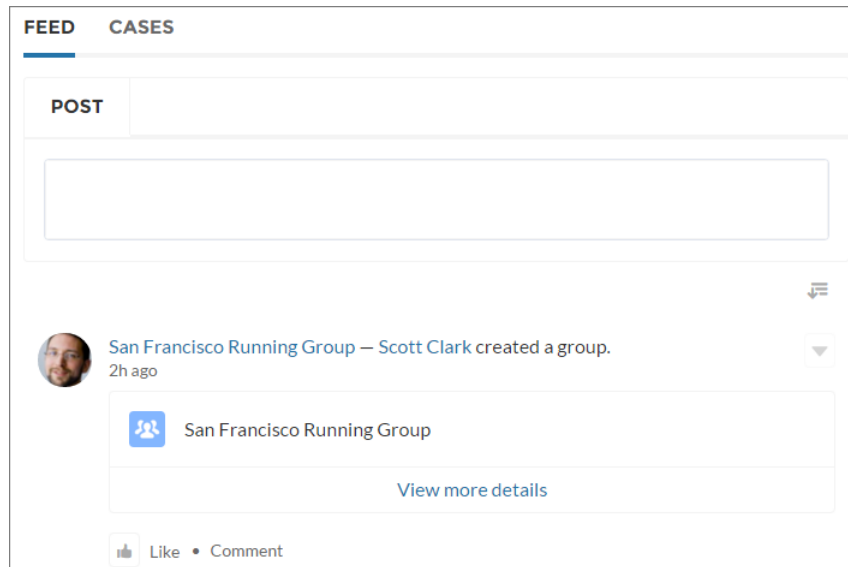 FEED CASES
POST
San Francisco Running Group — Scott Clark created a group.
2h ago
San Francisco Running Group
View more details
Like • Comment